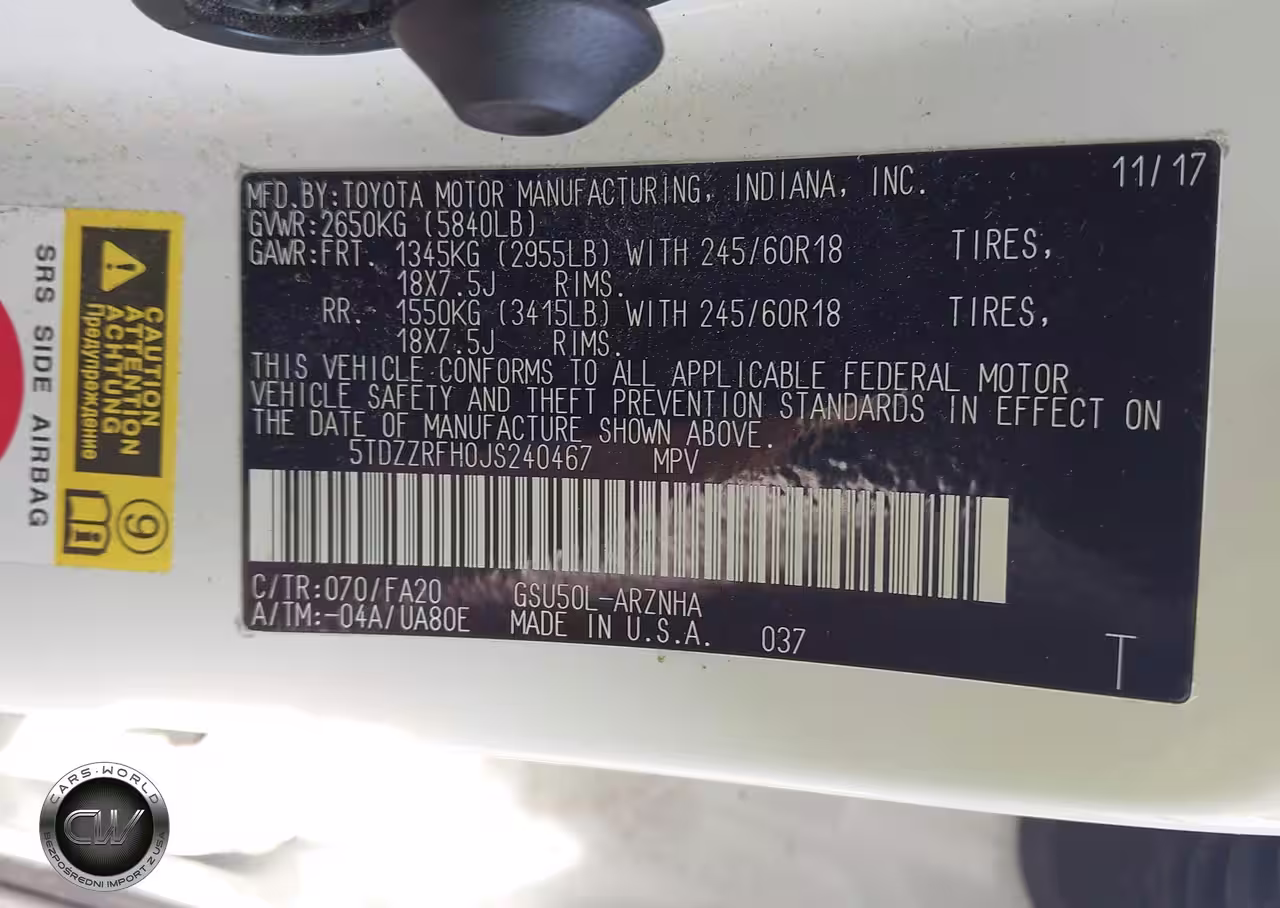 MFD.BY:TOYOTA MOTOR MANUFACTURING, INDIANA, INC. 11/17
GVWR:2650KG (5840LB)
GAWR:FRT. 1345KG (2955LB) WITH 245/60R18 TIRES,
18X7.5J RIMS.
RR. 1550KG (3415LB) WITH 245/60R18 TIRES,
18X7.5J RIMS.
THIS VEHICLE CONFORMS TO ALL APPLICABLE FEDERAL MOTOR
VEHICLE SAFETY AND THEFT PREVENTION STANDARDS IN EFFECT ON
THE DATE OF MANUFACTURE SHOWN ABOVE.
5TDZZRFH0JS240467 MPV
C/TR:070/FA20 GSU50L-ARZNHA
A/TM:-04A/UA80E MADE IN U.S.A. 037
T
CAUTION
ATTENTION
ACHTUNG
Предупреждение
9
i
SRS SIDE AIRBAG
CARS-WORLD
CW
BEZPOŚREDNI IMPORT Z USA